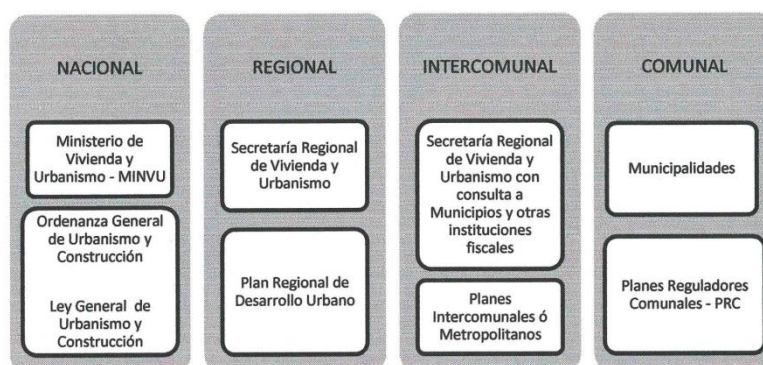 NACIONAL
Ministerio de
Vivienda y
Urbanismo - MINVU
Ordenanza General
de Urbanismo y
Construcción
Ley General de
Urbanismo y
Construcción
REGIONAL
Secretaría Regional
de Vivienda y
Urbanismo
Plan Regional de
Desarrollo Urbano
INTERCOMUNAL
Secretaría Regional
de Vivienda y
Urbanismo con
consulta a
Municipios y otras
instituciones
fiscales
Planes
Intercomunales ó
Metropolitanos
COMUNAL
Municipalidades
Planes Reguladores
Comunales - PRC